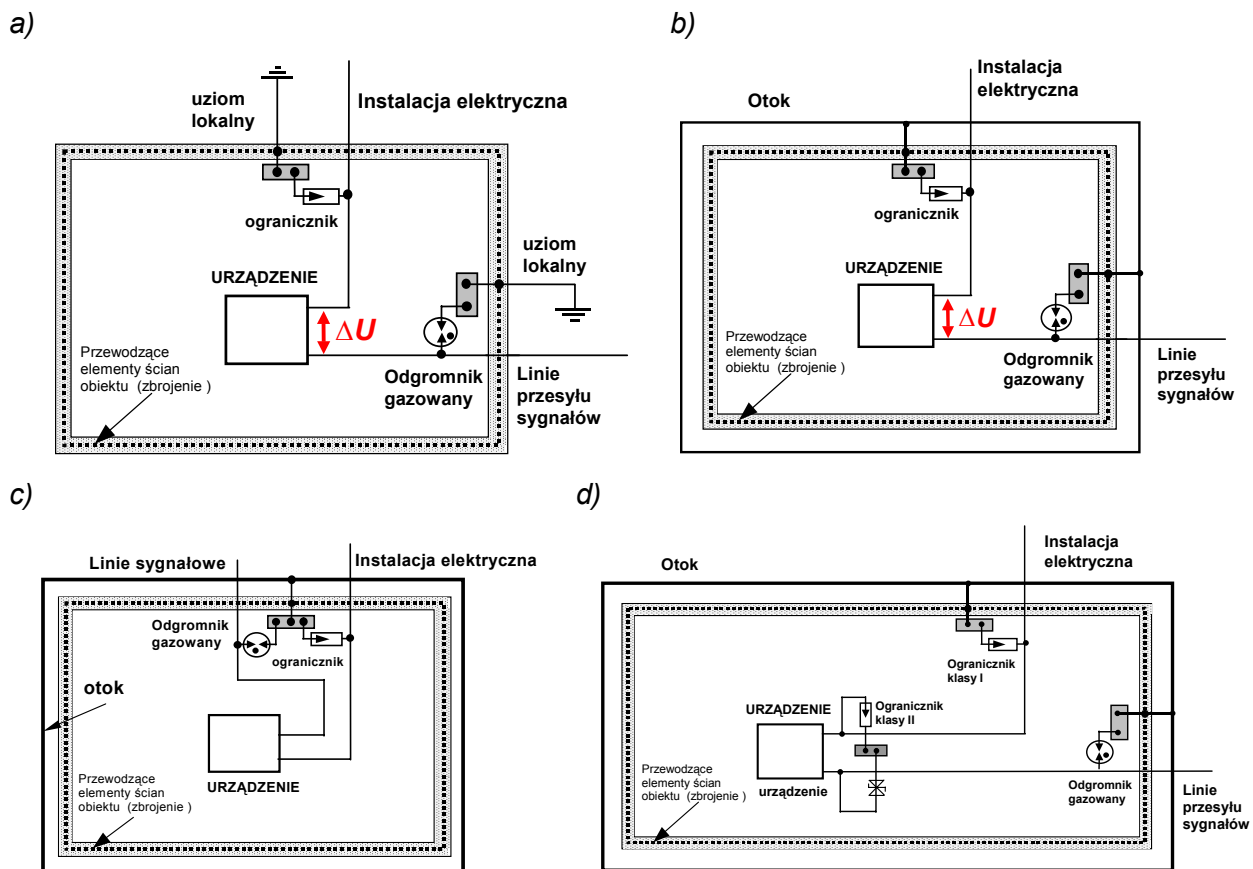 a)
uziom
lokalny
Instalacja elektryczna
ogranicznik
uziom
lokalny
URZĄDZENIE
ΔU
Przewodzące
elementy ścian
obiektu (zbrojenie )
Odgromnik
gazowany
Linie
przesyłu
sygnałów
b)
Instalacja
elektryczna
Otok
ogranicznik
URZĄDZENIE
ΔU
Przewodzące
elementy ścian
obiektu (zbrojenie )
Odgromnik
gazowany
Linie
przesyłu
sygnałów
c)
Linie sygnałowe
Instalacja elektryczna
Odgromnik
gazowany
ogranicznik
otok
URZĄDZENIE
Przewodzące
elementy ścian
obiektu (zbrojenie )
d)
Instalacja
elektryczna
Otok
Ogranicznik
klasy I
URZĄDZENIE
Ogranicznik
klasy II
Przewodzące
elementy ścian
obiektu (zbrojenie )
urządzenie
Odgromnik
gazowany
Linie
przesyłu
sygnałów